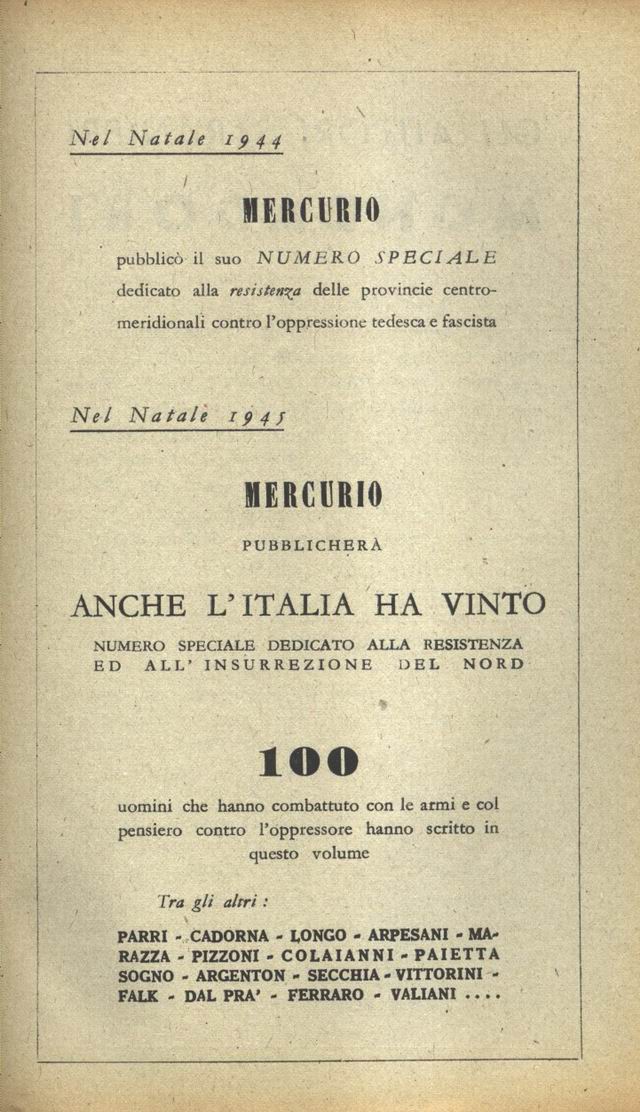 Nel Natale 1944
MERCURIO
pubblicò il suo NUMERO SPECIALE
dedicato alla resistenza delle provincie centro-
meridionali contro l'oppressione tedesca e fascista
Nel Natale 1945
MERCURIO
PUBBLICHERÀ
ANCHE L'ITALIA HA VINTO
NUMERO SPECIALE DEDICATO ALLA RESISTENZA
ED ALL' INSURREZIONE DEL NORD
100
uomini che hanno combattuto con le armi e col
pensiero contro l'oppressore hanno scritto in
questo volume
Tra gli altri :
PARRI - CADORNA - LONGO - ARPESANI - MA-
RAZZA - PIZZONI - COLAIANNI - PAIETTA
SOGNO - ARGENTON - SECCHIA - VITTORINI -
FALK - DAL PRA' - FERRARO - VALIANI ....